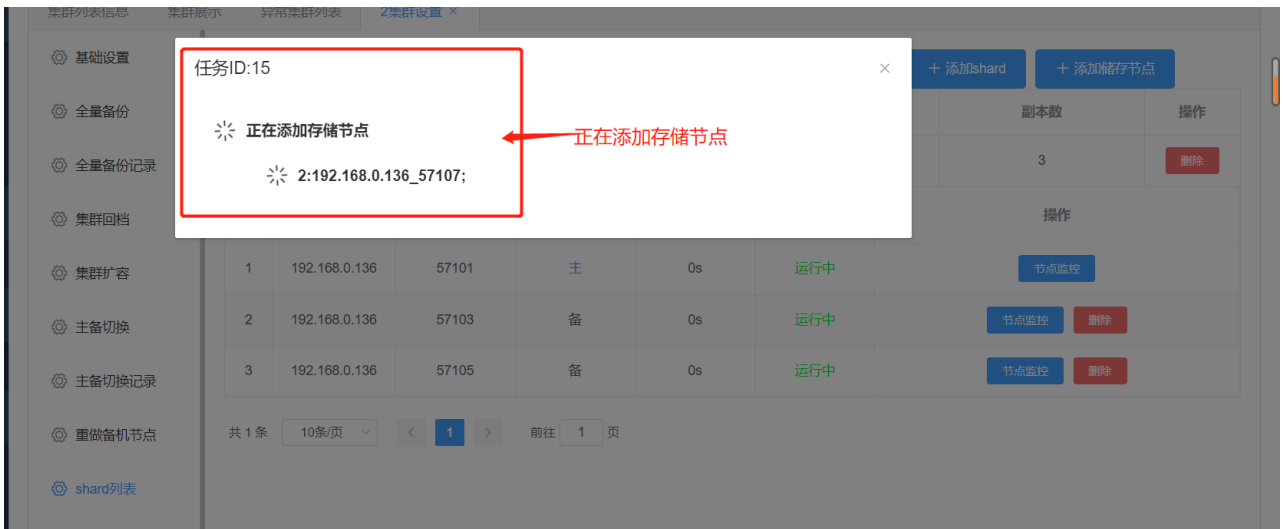 集群列表信息 集群展示 异常集群列表 2集群设置 ×
基础设置
全量备份
全量备份记录
集群回档
集群扩容
主备切换
主备切换记录
重做备机节点
shard列表
任务ID:15 ×
正在添加存储节点
2:192.168.0.136_57107;
正在添加存储节点
+ 添加shard + 添加储存节点
副本数 操作
3 删除
操作
1 192.168.0.136 57101 主 0s 运行中 节点监控
2 192.168.0.136 57103 备 0s 运行中 节点监控 删除
3 192.168.0.136 57105 备 0s 运行中 节点监控 删除
共 1 条 10条/页 < 1 > 前往 1 页